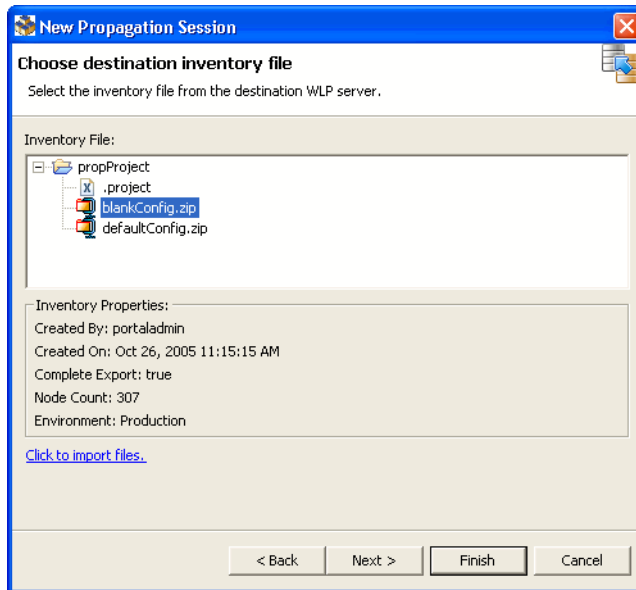 New Propagation Session
Choose destination inventory file
Select the inventory file from the destination WLP server.
Inventory File:
propProject
.project
blankConfig.zip
defaultConfig.zip
Inventory Properties:
Created By: portaladmin
Created On: Oct 26, 2005 11:15:15 AM
Complete Export: true
Node Count: 307
Environment: Production
Click to import files.
< Back Next > Finish Cancel